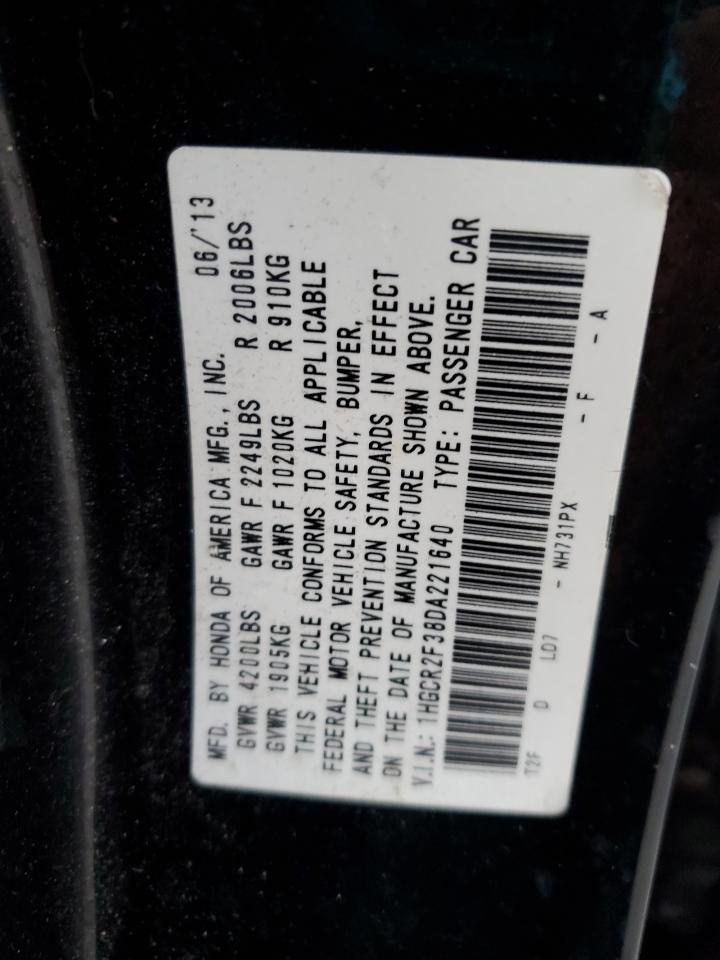 MFD. BY HONDA OF AMERICA MFG., INC. 06/'13
GVWR 4200LBS GAWR F 2249LBS R 2006LBS
GVWR 1905KG GAWR F 1020KG R 910KG
THIS VEHICLE CONFORMS TO ALL APPLICABLE
FEDERAL MOTOR VEHICLE SAFETY, BUMPER,
AND THEFT PREVENTION STANDARDS IN EFFECT
ON THE DATE OF MANUFACTURE SHOWN ABOVE.
V.I.N.: 1HGCR2F38DA221640 TYPE: PASSENGER CAR
T2F D LD7 - NH731PX - F - A